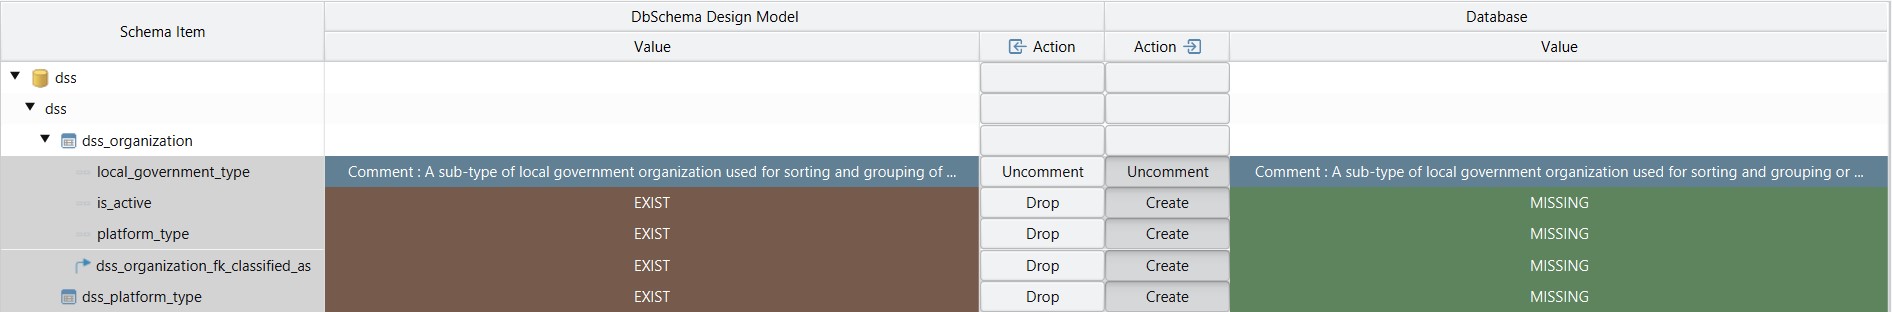 Schema Item DbSchema Design Model Database
Value Action Action Value
dss
dss
dss_organization
local_government_type Comment : A sub-type of local government organization used for sorting and grouping of ... Uncomment Uncomment Comment : A sub-type of local government organization used for sorting and grouping or ...
is_active EXIST Drop Create MISSING
platform_type EXIST Drop Create MISSING
dss_organization_fk_classified_as EXIST Drop Create MISSING
dss_platform_type EXIST Drop Create MISSING